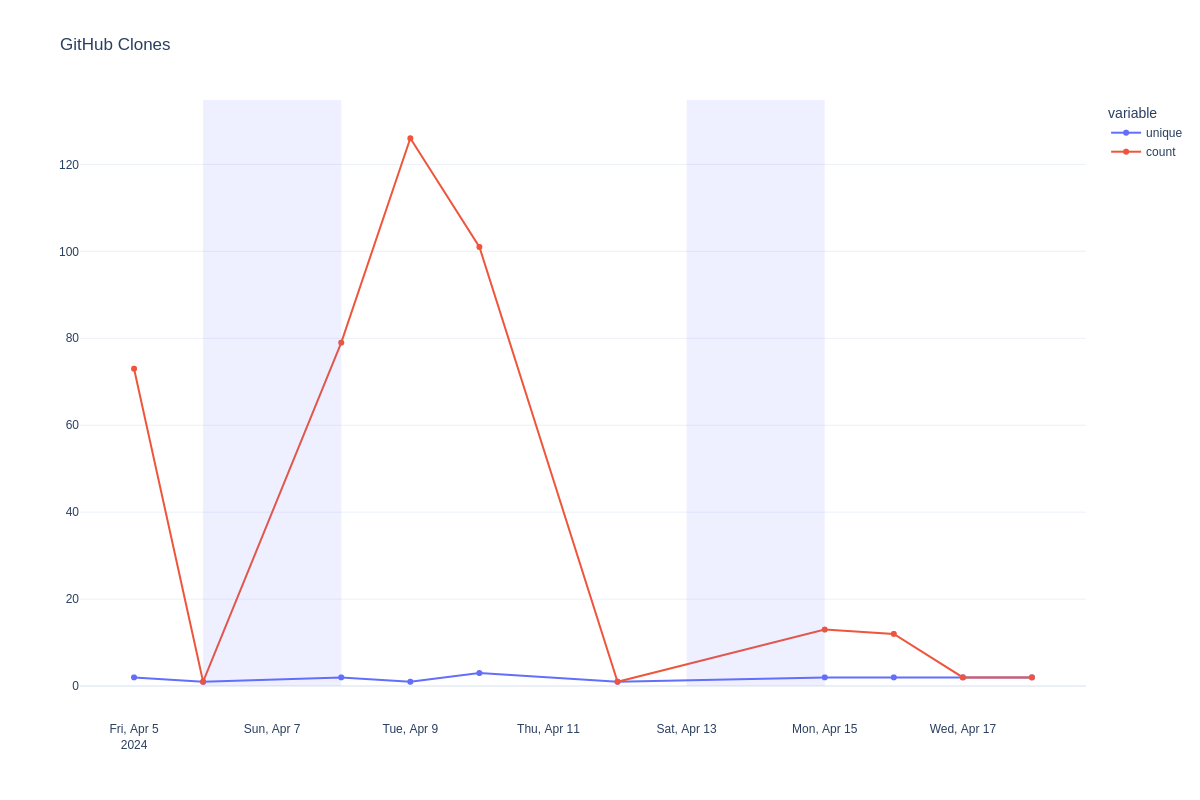 GitHub Clones
variable
unique
count
120
100
80
60
40
20
0
Fri, Apr 5
2024
Sun, Apr 7
Tue, Apr 9
Thu, Apr 11
Sat, Apr 13
Mon, Apr 15
Wed, Apr 17